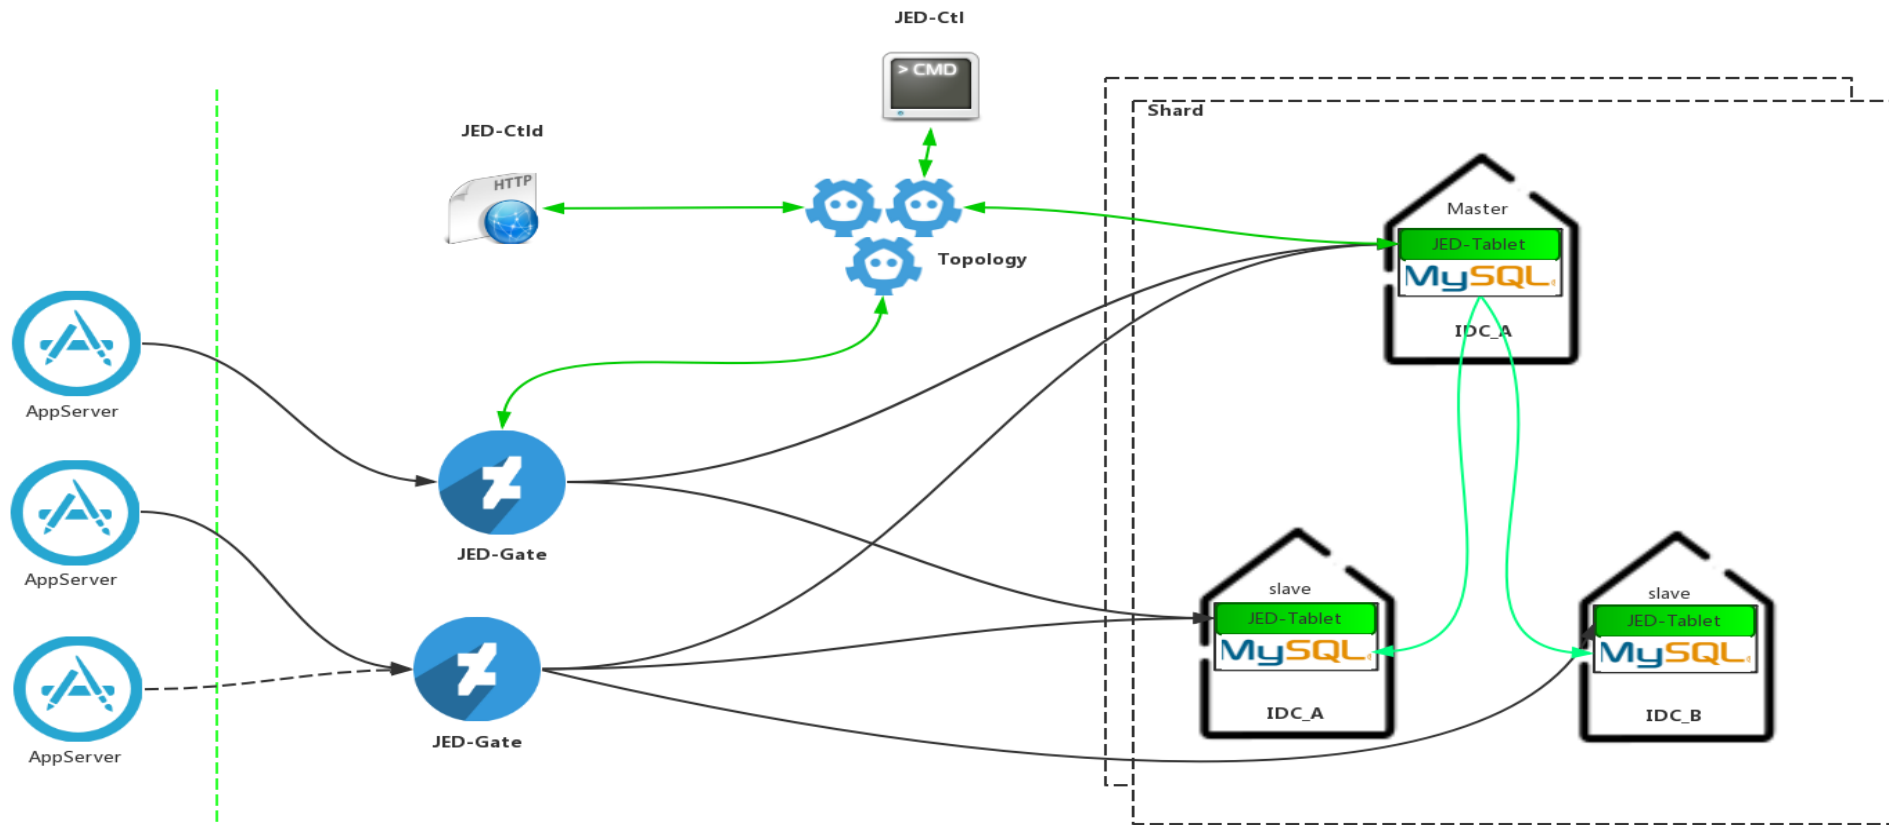 JED-Ctl
> CMD
Shard
JED-Ctld
HTTP
Master
JED-Tablet
MySQL
Topology
IDC_A
AppServer
JED-Gate
AppServer
slave
JED-Tablet
MySQL
IDC_A
slave
JED-Tablet
MySQL
IDC_B
JED-Gate
AppServer